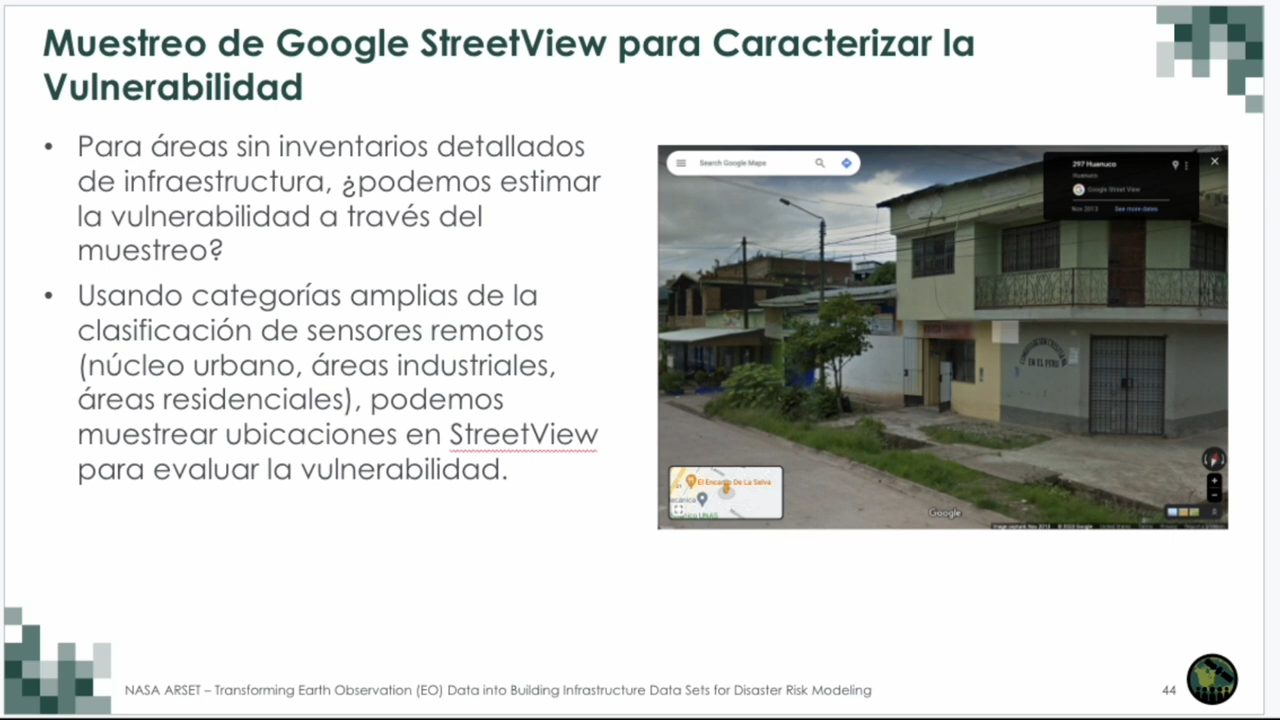 Muestreo de Google StreetView para Caracterizar la
Vulnerabilidad
• Para áreas sin inventarios detallados
de infraestructura, ¿podemos estimar
la vulnerabilidad a través del
muestreo?
• Usando categorías amplias de la
clasificación de sensores remotos
(núcleo urbano, áreas industriales,
áreas residenciales), podemos
muestrear ubicaciones en StreetView
para evaluar la vulnerabilidad.
Search Google Maps
297 Huanuco
Huanuco
Google Street View
Nov 2013 See more dates
EN EL PERU
El Encanto De La Selva
Google
NASA ARSET – Transforming Earth Observation (EO) Data into Building Infrastructure Data Sets for Disaster Risk Modeling
44